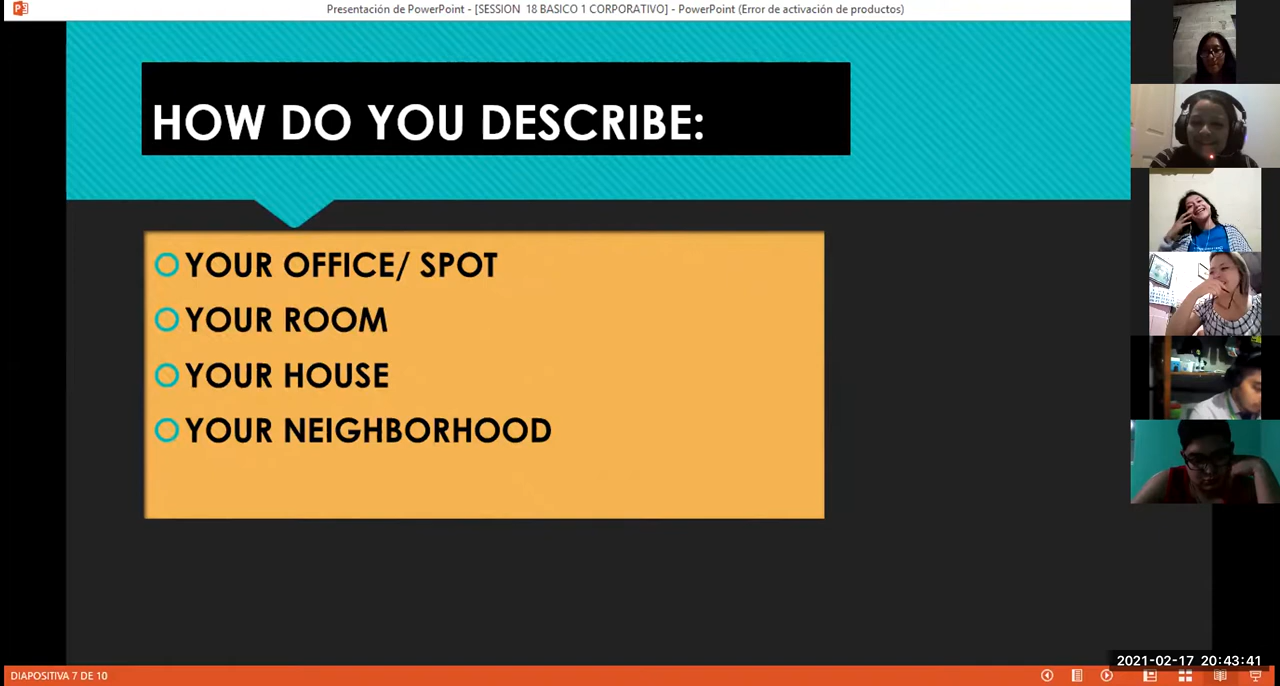 Presentación de PowerPoint - [SESSION 18 BASICO 1 CORPORATIVO] - PowerPoint (Error de activación de productos)
HOW DO YOU DESCRIBE:
YOUR OFFICE/ SPOT
YOUR ROOM
YOUR HOUSE
YOUR NEIGHBORHOOD
2021-02-17 20:43:41
DIAPOSITIVA 7 DE 10